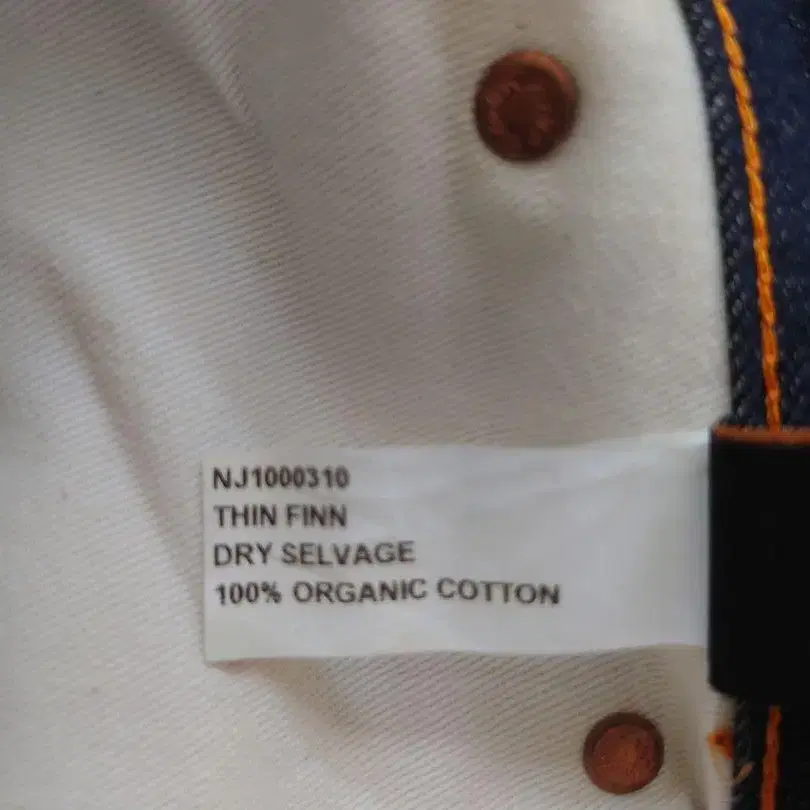 NJ1000310
THIN FINN
DRY SELVAGE
100% ORGANIC COTTON